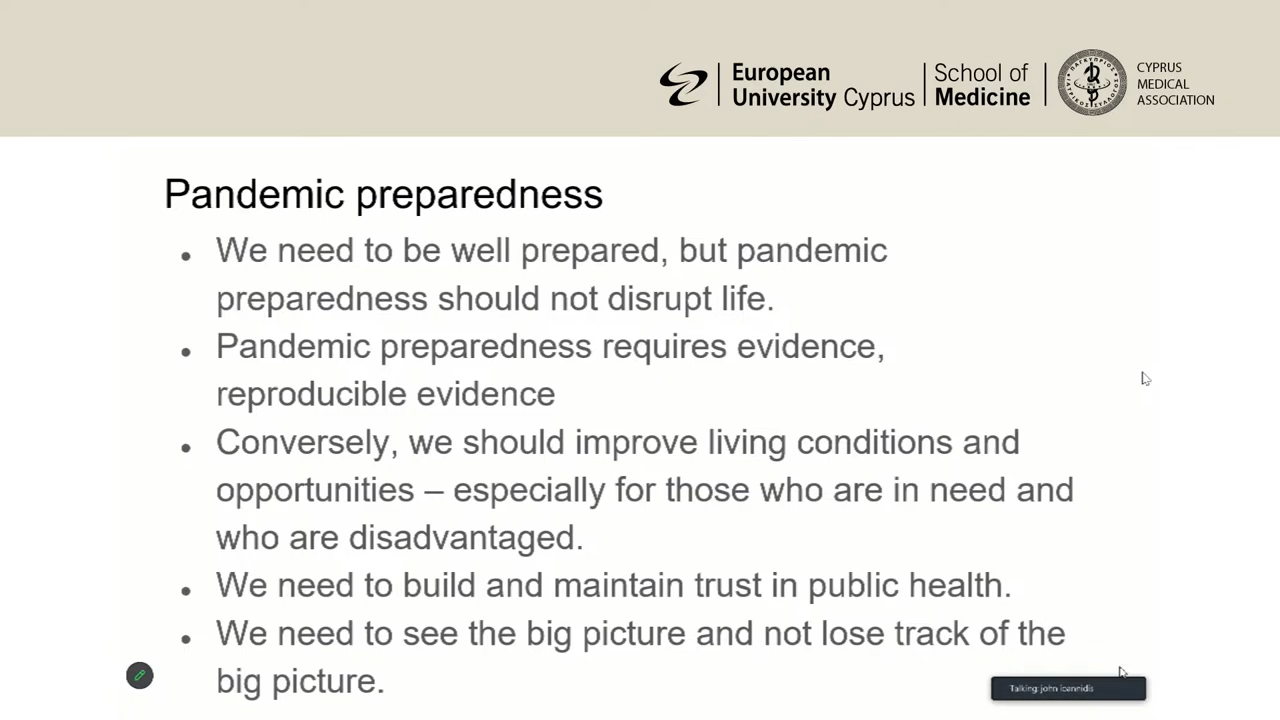 European
University Cyprus
School of
Medicine
CYPRUS
MEDICAL
ASSOCIATION
Pandemic preparedness
We need to be well prepared, but pandemic
preparedness should not disrupt life.
Pandemic preparedness requires evidence,
reproducible evidence
Conversely, we should improve living conditions and
opportunities – especially for those who are in need and
who are disadvantaged.
We need to build and maintain trust in public health.
We need to see the big picture and not lose track of the
big picture.
Talking: john ioannidis